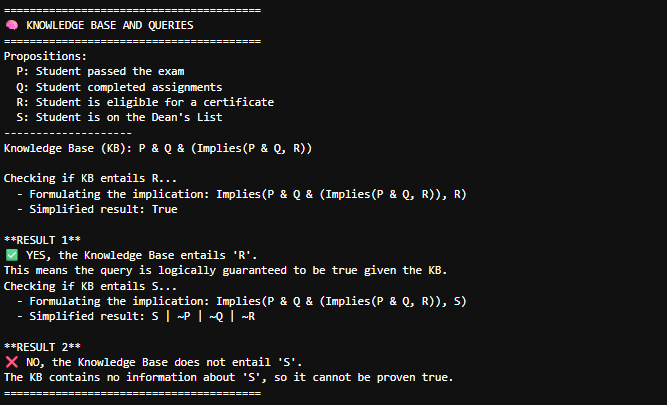 ========================================
🧠 KNOWLEDGE BASE AND QUERIES
========================================
Propositions:
  P: Student passed the exam
  Q: Student completed assignments
  R: Student is eligible for a certificate
  S: Student is on the Dean's List
--------------------
Knowledge Base (KB): P & Q & (Implies(P & Q, R))

Checking if KB entails R...
  - Formulating the implication: Implies(P & Q & (Implies(P & Q, R)), R)
  - Simplified result: True

**RESULT 1**
✅ YES, the Knowledge Base entails 'R'.
This means the query is logically guaranteed to be true given the KB.
Checking if KB entails S...
  - Formulating the implication: Implies(P & Q & (Implies(P & Q, R)), S)
  - Simplified result: S | ~P | ~Q | ~R

**RESULT 2**
❌ NO, the Knowledge Base does not entail 'S'.
The KB contains no information about 'S', so it cannot be proven true.
========================================